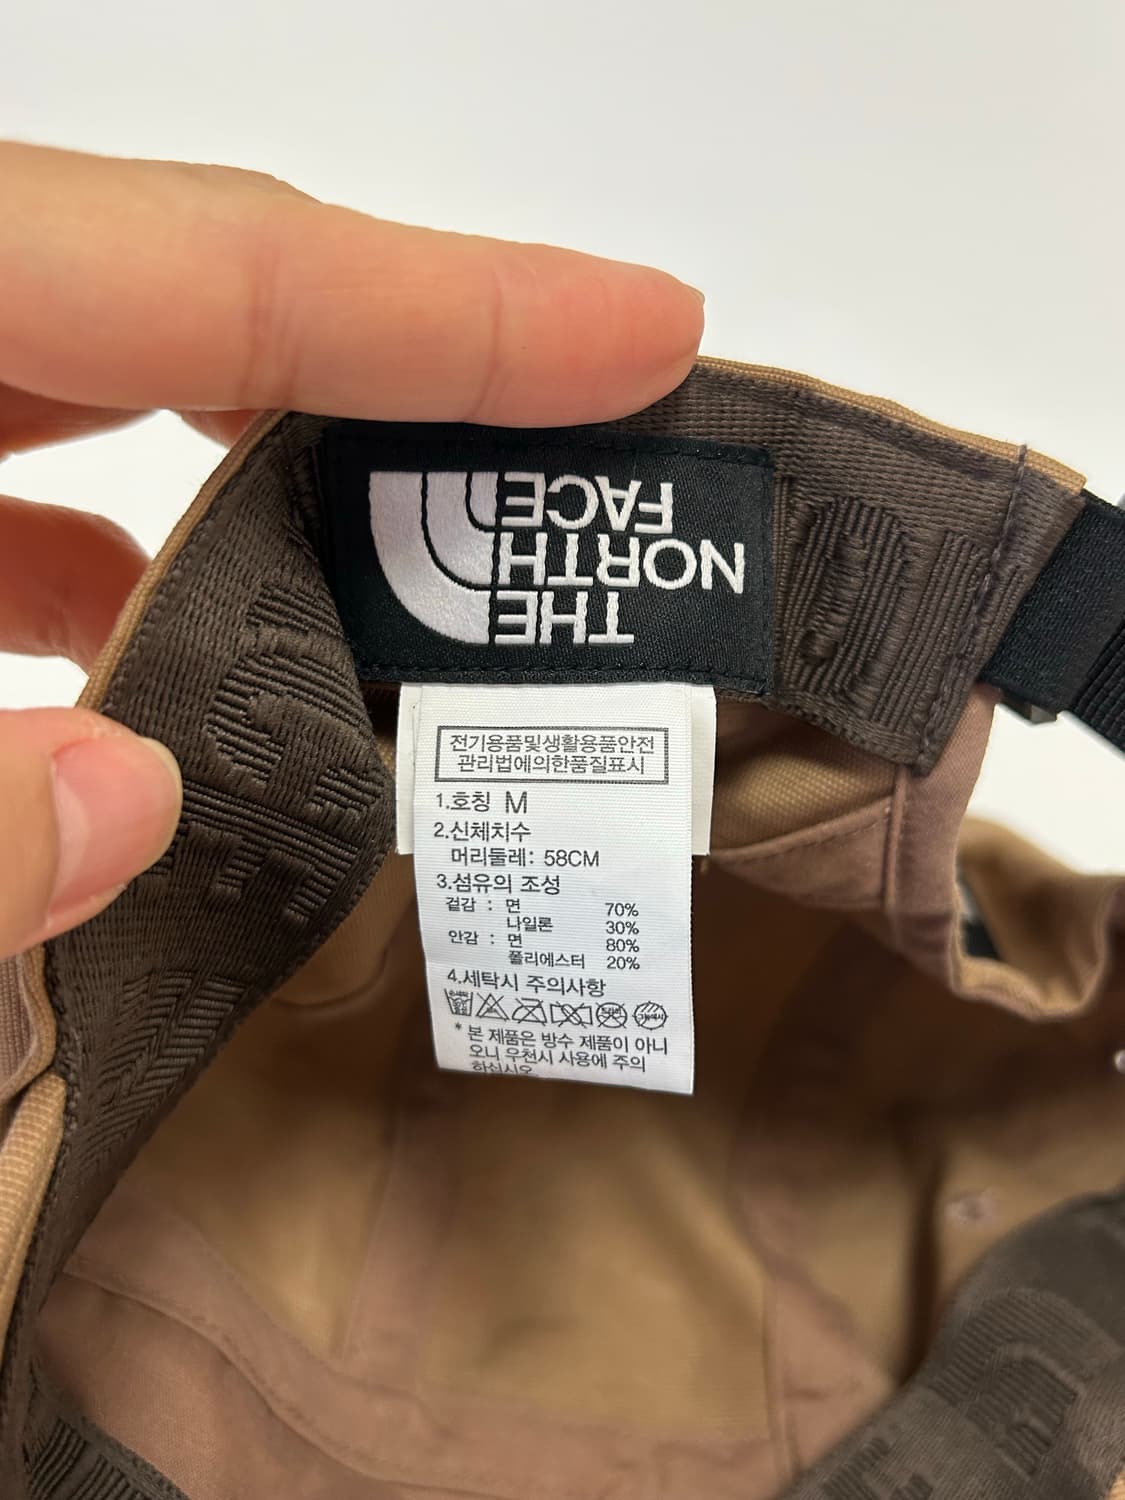 THE
NORTH
FACE
전기용품및생활용품안전
관리법에의한품질표시
1.호칭 M
2.신체치수
머리둘레: 58CM
3.섬유의 조성
겉감 : 면 70%
나일론 30%
안감 : 면 80%
폴리에스터 20%
4.세탁시 주의사항
* 본 제품은 방수 제품이 아니
오니 우천시 사용에 주의
하십시오